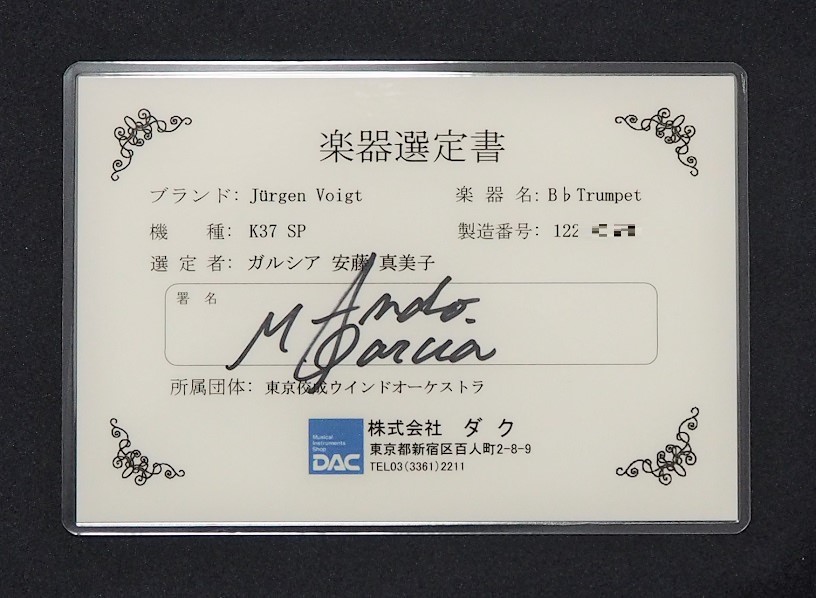 楽器選定書
ブランド: Jürgen Voigt 楽 器 名: B♭Trumpet
機 種: K37 SP 製造番号: 122
選 定 者: ガルシア 安藤 真美子
署 名
M Ando. Garcia
所属団体: 東京佼成ウインドオーケストラ
Musical Instruments Shop DAC
株式会社 ダ ク
東京都新宿区百人町2-8-9
TEL03(3361)2211